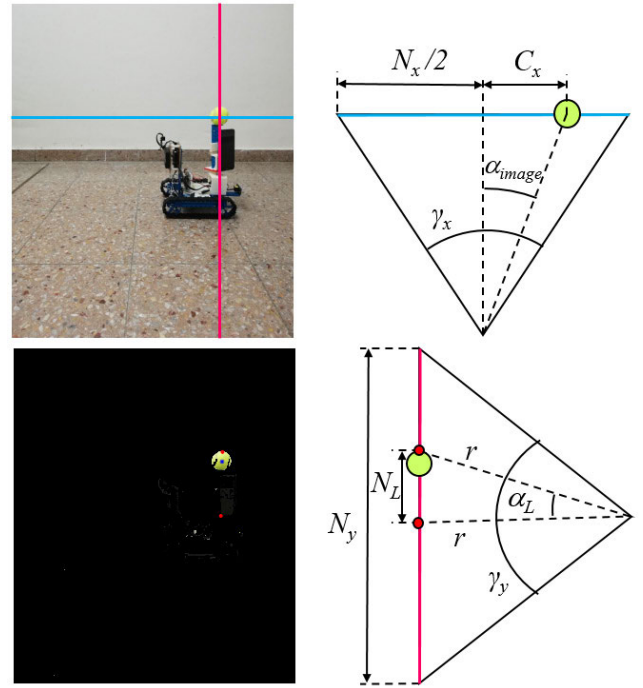 N_x/2
C_x
α_image
γ_x
r
N_L
α_L
N_y
r
γ_y